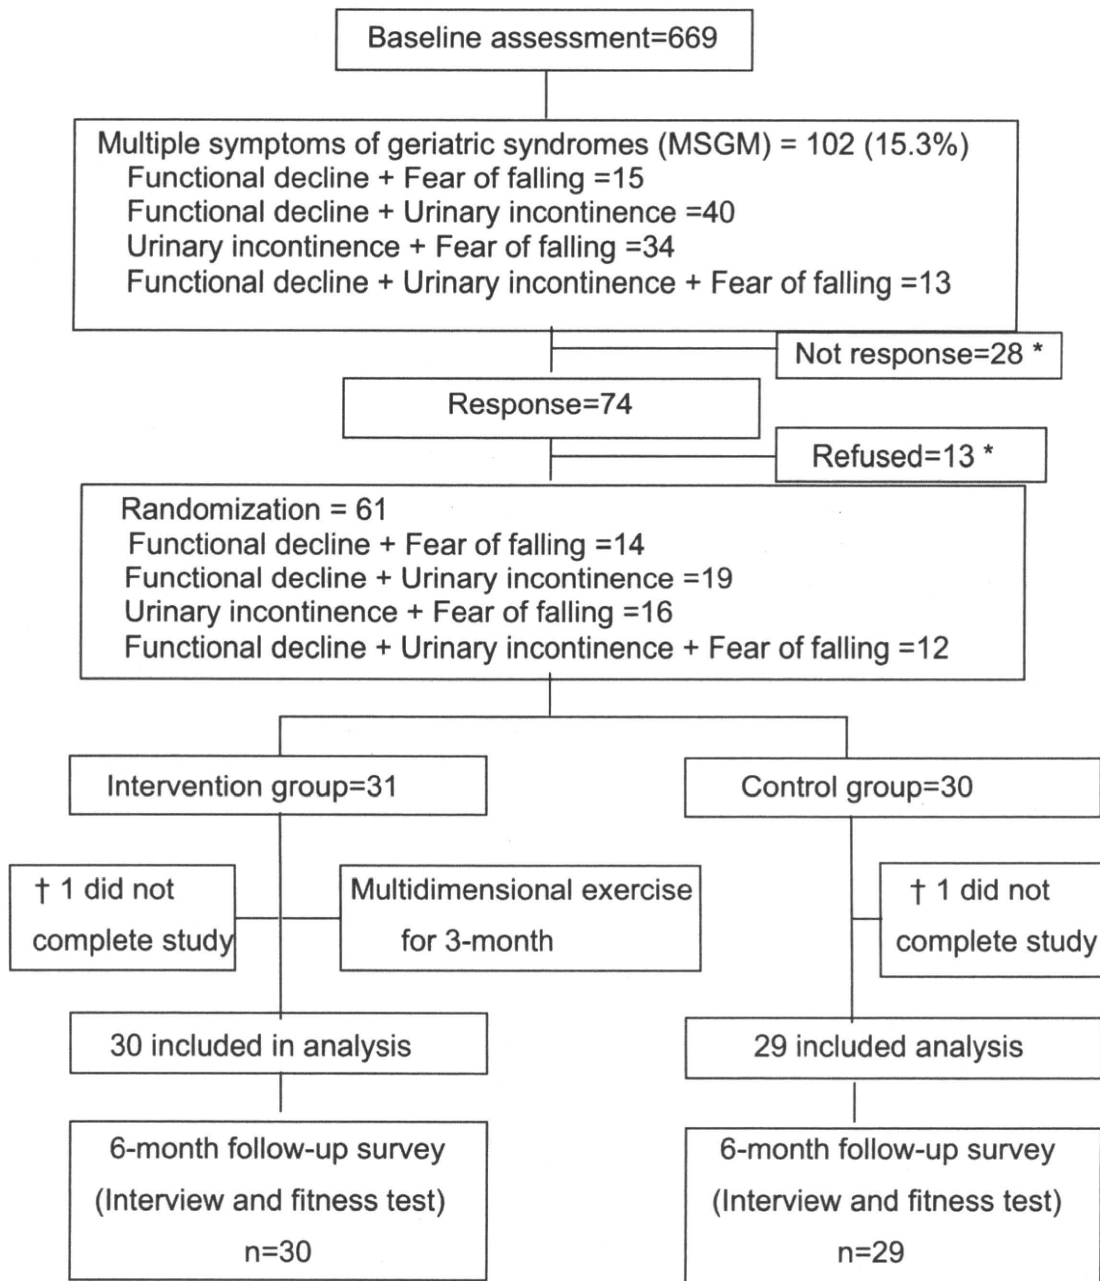 Baseline assessment=669
Multiple symptoms of geriatric syndromes (MSGM) = 102 (15.3%)
Functional decline + Fear of falling =15
Functional decline + Urinary incontinence =40
Urinary incontinence + Fear of falling =34
Functional decline + Urinary incontinence + Fear of falling =13
Not response=28 *
Response=74
Refused=13 *
Randomization = 61
Functional decline + Fear of falling =14
Functional decline + Urinary incontinence =19
Urinary incontinence + Fear of falling =16
Functional decline + Urinary incontinence + Fear of falling =12
Intervention group=31
Control group=30
† 1 did not
complete study
Multidimensional exercise
for 3-month
† 1 did not
complete study
30 included in analysis
29 included analysis
6-month follow-up survey
(Interview and fitness test)
n=30
6-month follow-up survey
(Interview and fitness test)
n=29